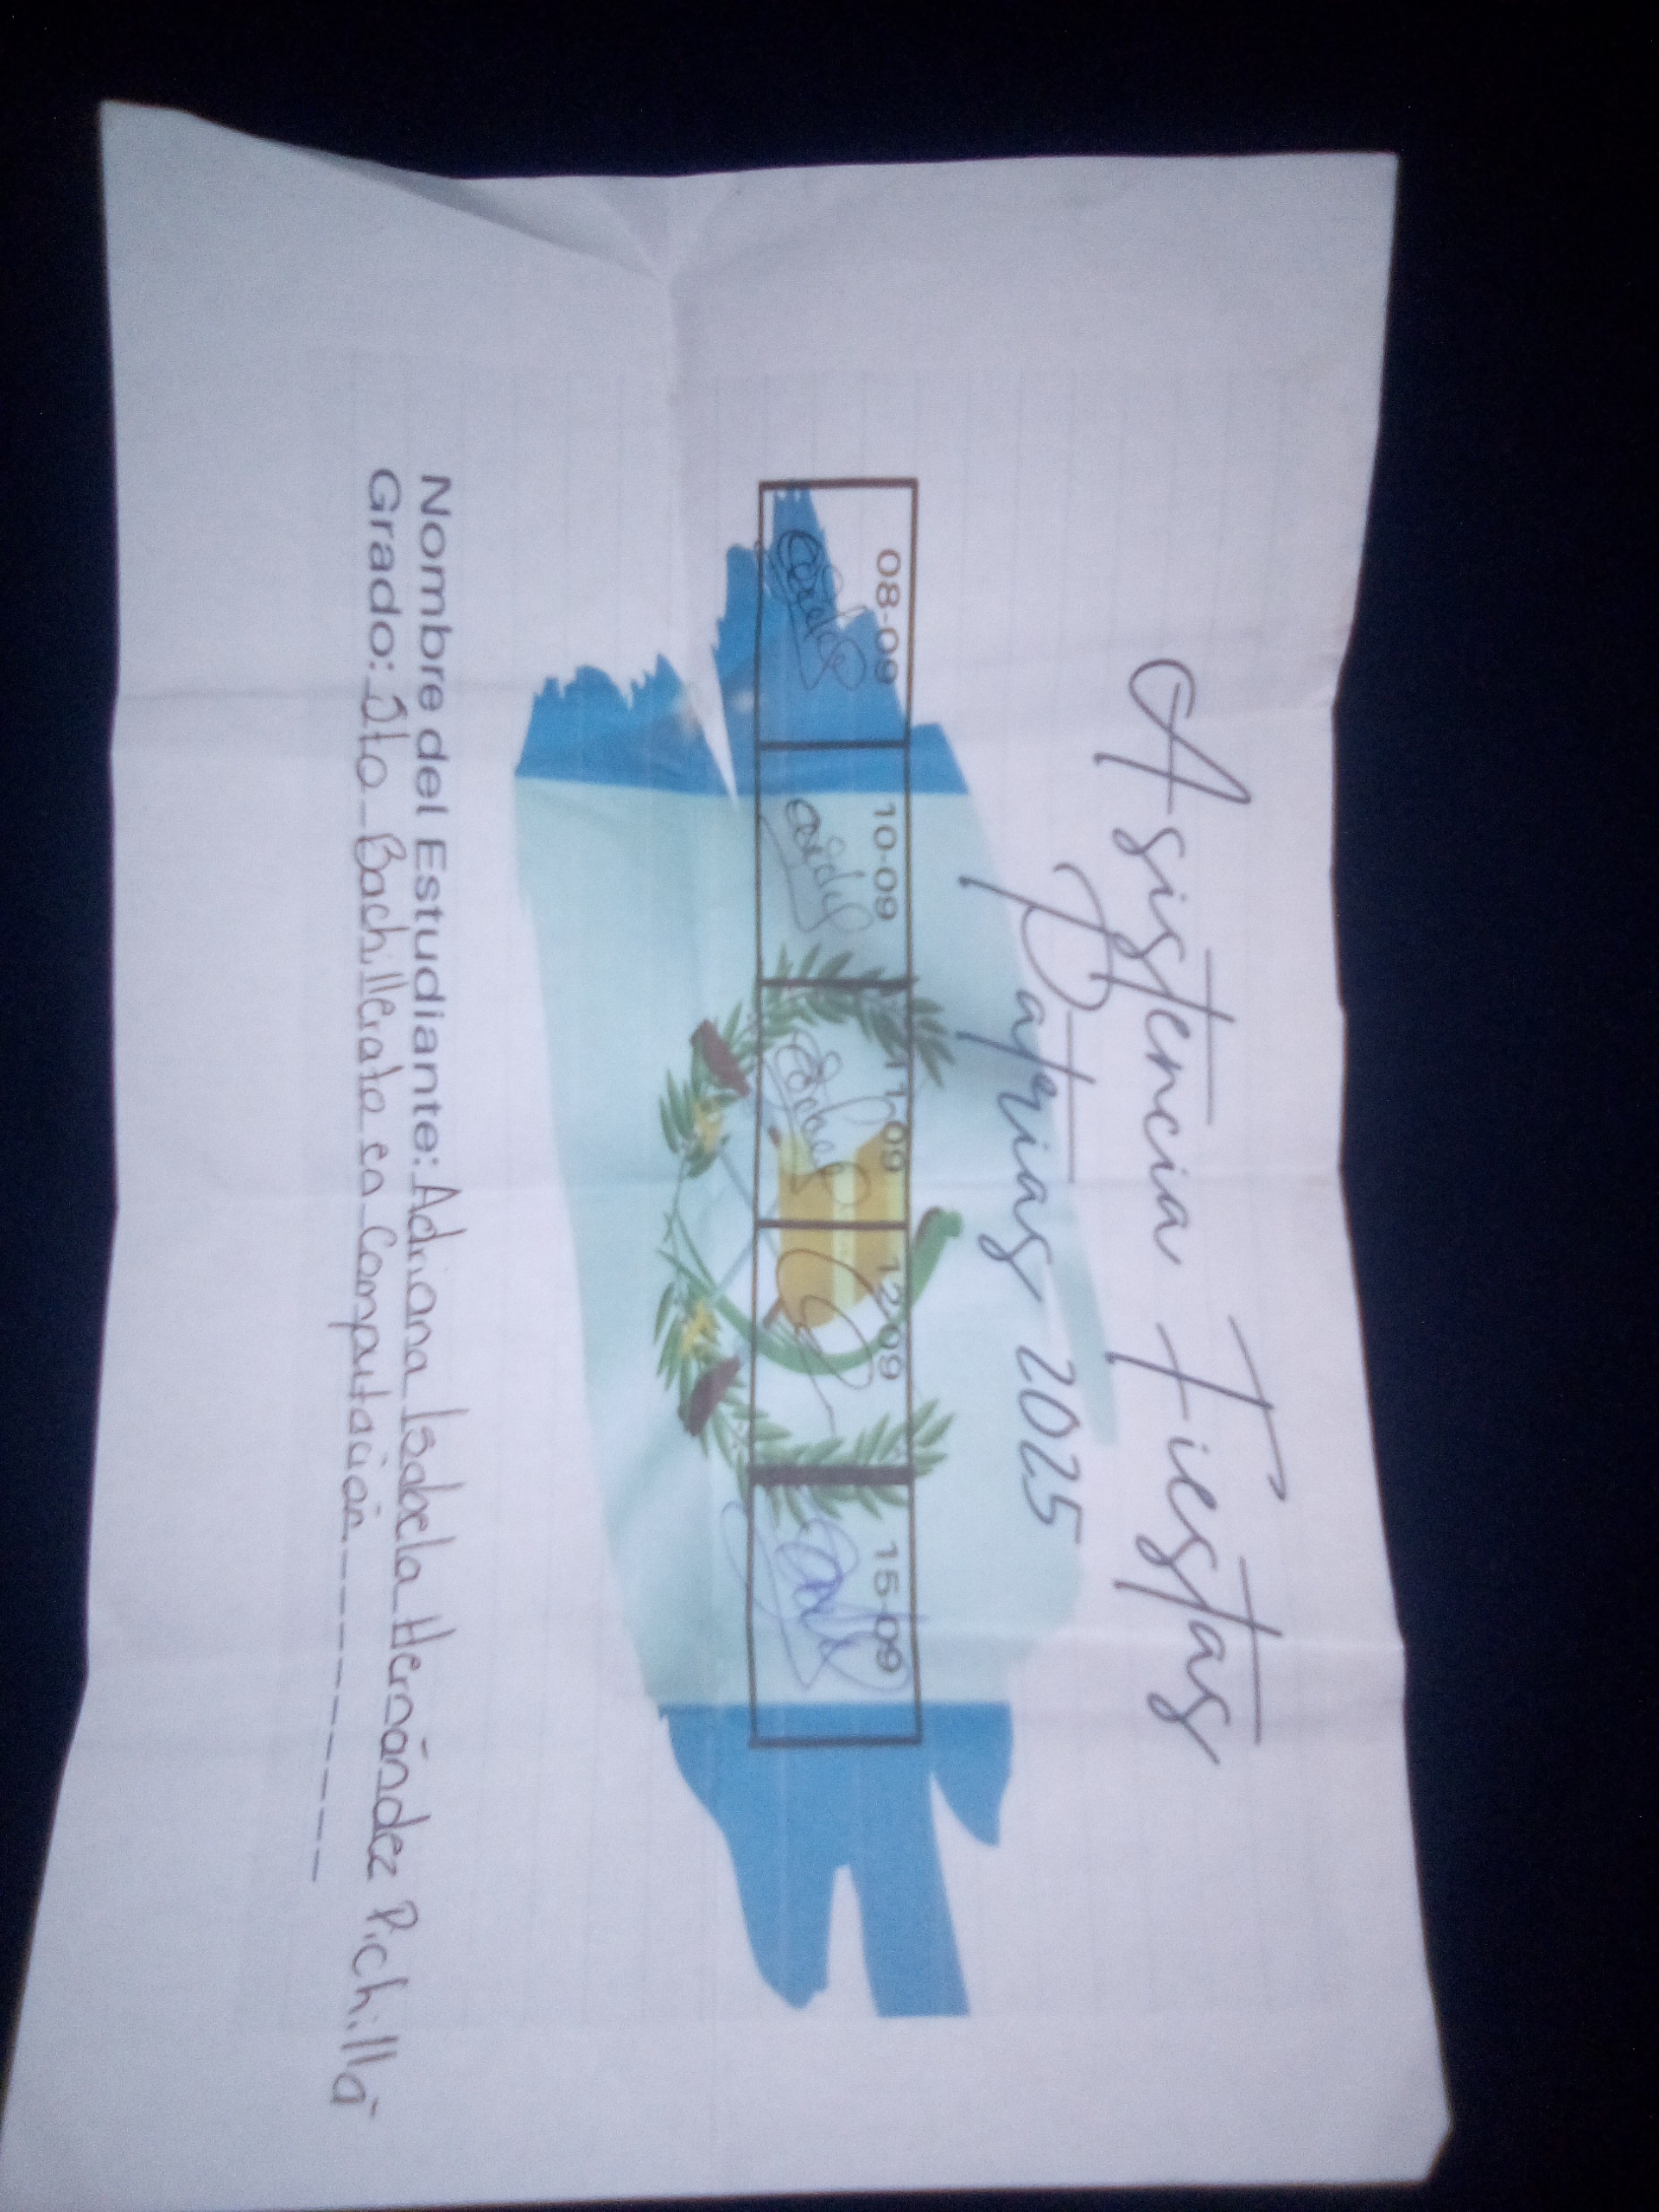 Asistencia Fiestas
Patrias 2025
08-09 10-09 11-09 12-09 15-09
Nombre del Estudiante: Adriana Isabela Hernández Pichillá
Grado: 5to Bachillerato en Computación